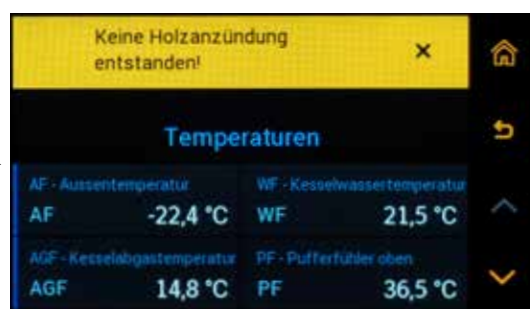 Keine Holzanzündung
entstanden!
Temperaturen
AF - Aussentemperatur WF - Kesselwassertemperatur
AF -22,4 °C WF 21,5 °C
AGF - Kesselabgastemperatur PF - Pufferfühler oben
AGF 14,8 °C PF 36,5 °C